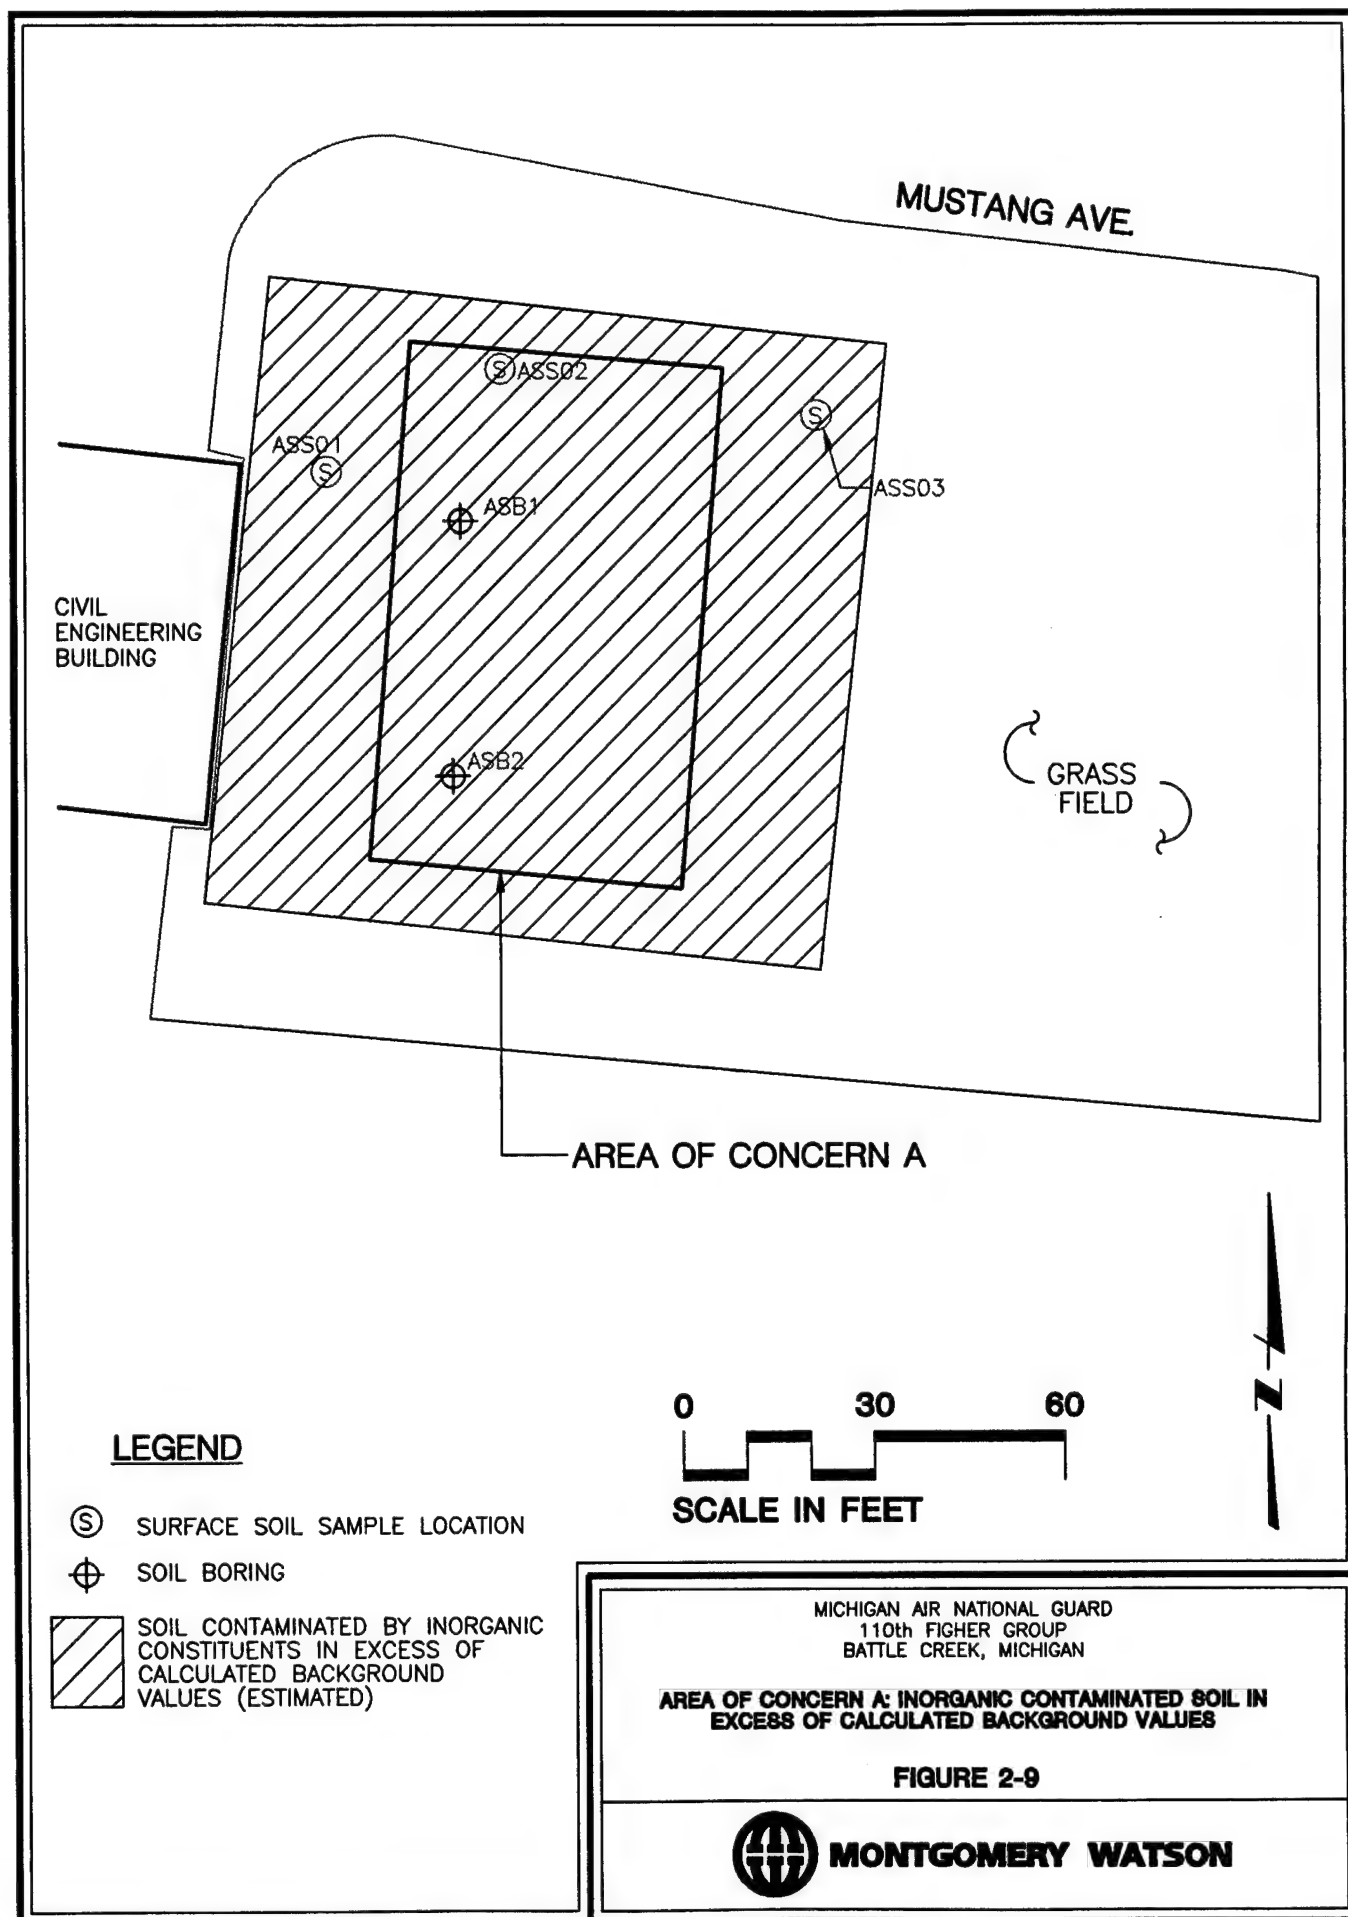 MUSTANG AVE.
ASS02
ASS01
ASS03
ASB1
CIVIL
ENGINEERING
BUILDING
ASB2
GRASS
FIELD
AREA OF CONCERN A
0 30 60
SCALE IN FEET
N
LEGEND
S SURFACE SOIL SAMPLE LOCATION
SOIL BORING
SOIL CONTAMINATED BY INORGANIC
CONSTITUENTS IN EXCESS OF
CALCULATED BACKGROUND
VALUES (ESTIMATED)
MICHIGAN AIR NATIONAL GUARD
110th FIGHER GROUP
BATTLE CREEK, MICHIGAN
AREA OF CONCERN A: INORGANIC CONTAMINATED SOIL IN
EXCESS OF CALCULATED BACKGROUND VALUES
FIGURE 2-9
MONTGOMERY WATSON